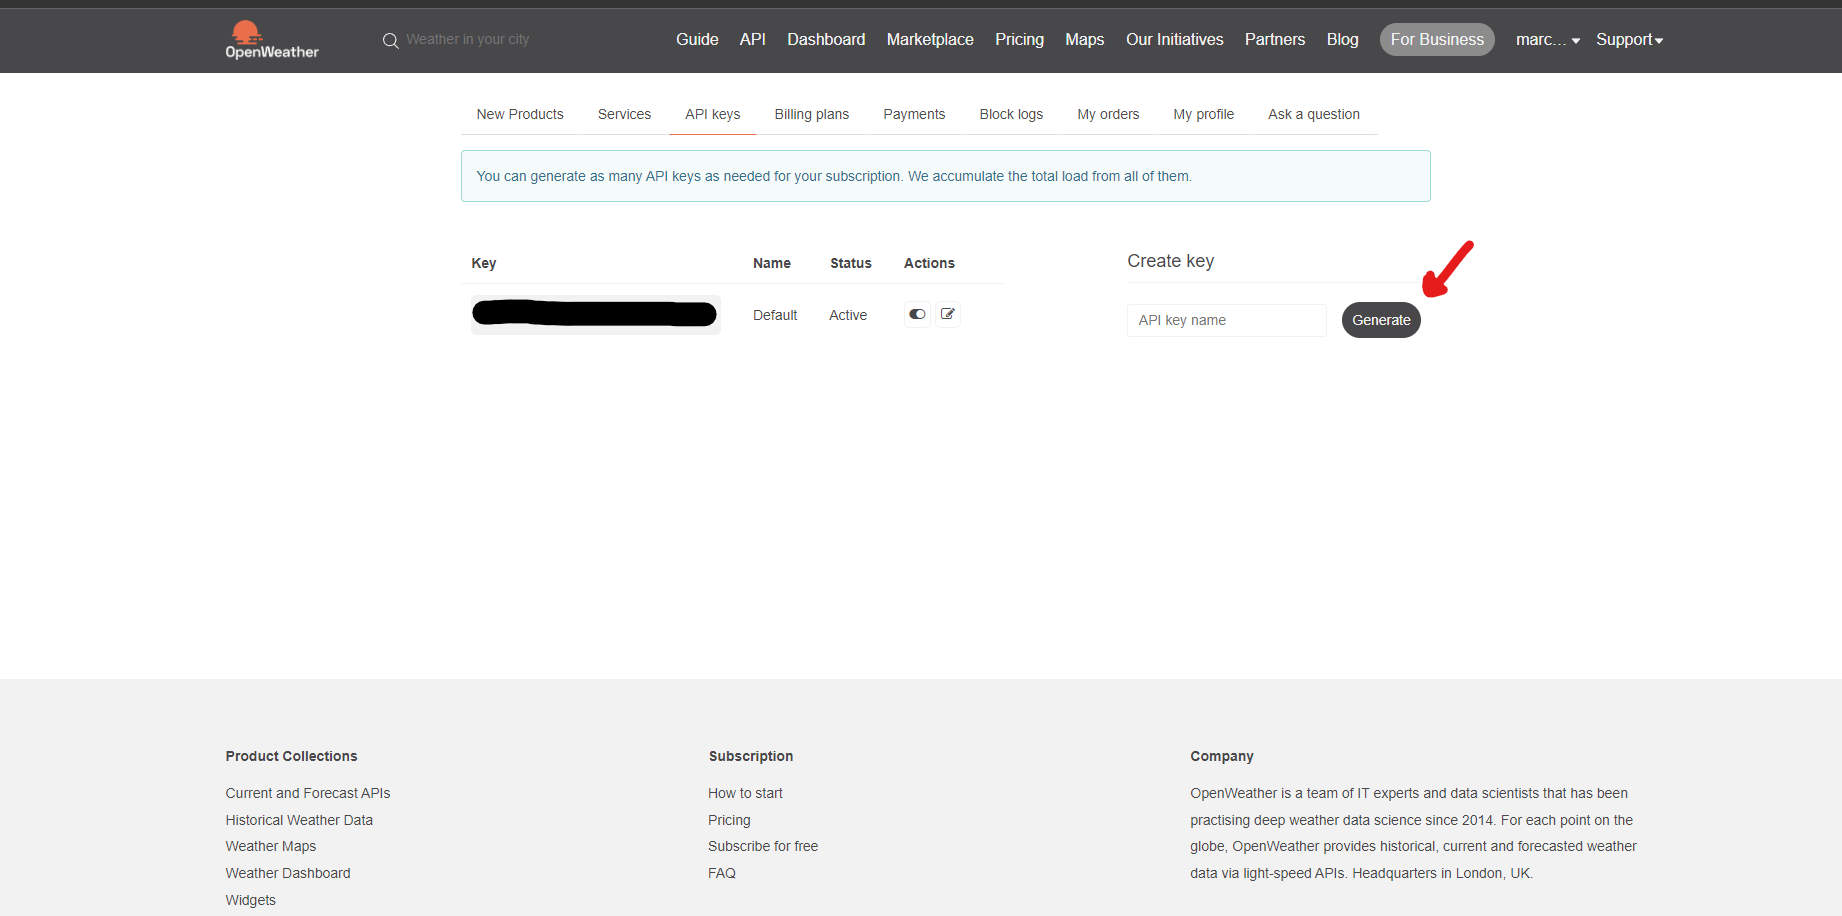 OpenWeather
Weather in your city
Guide API Dashboard Marketplace Pricing Maps Our Initiatives Partners Blog For Business marc... Support
New Products Services API keys Billing plans Payments Block logs My orders My profile Ask a question
You can generate as many API keys as needed for your subscription. We accumulate the total load from all of them.
Key Name Status Actions
Default Active
Create key
API key name Generate
Product Collections
Current and Forecast APIs
Historical Weather Data
Weather Maps
Weather Dashboard
Widgets
Subscription
How to start
Pricing
Subscribe for free
FAQ
Company
OpenWeather is a team of IT experts and data scientists that has been
practising deep weather data science since 2014. For each point on the
globe, OpenWeather provides historical, current and forecasted weather
data via light-speed APIs. Headquarters in London, UK.